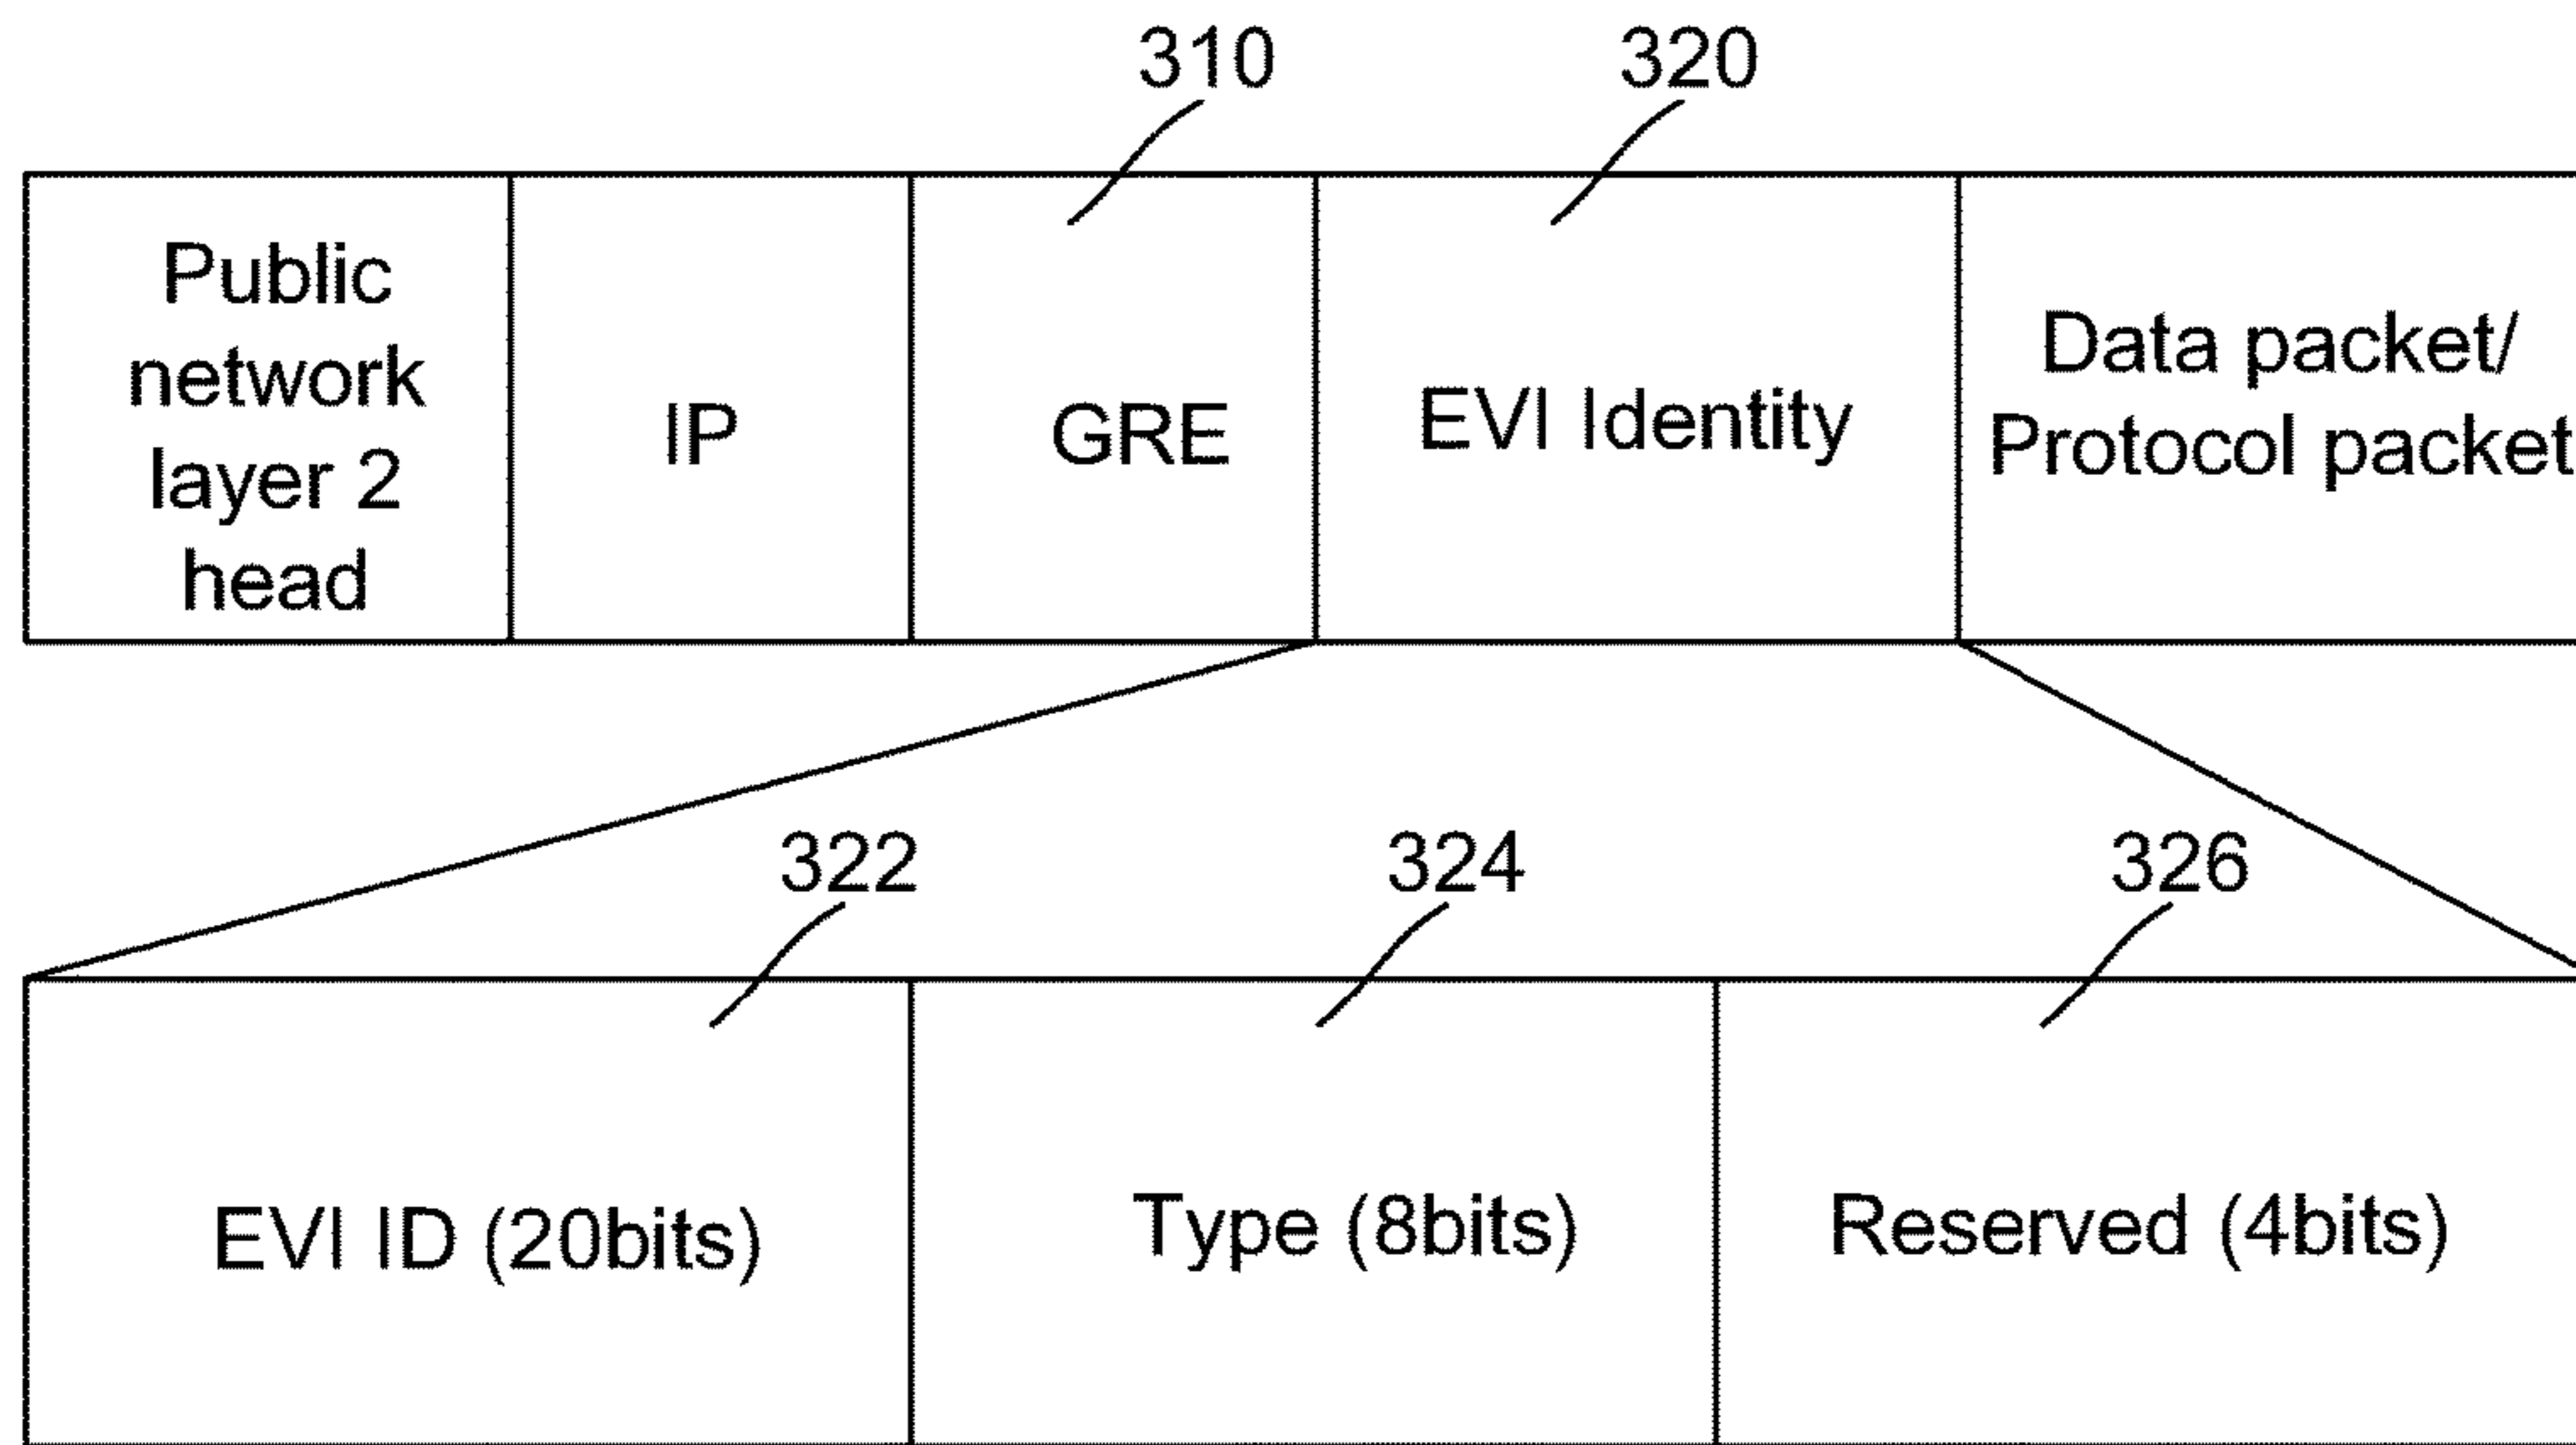 310
320
Public
network
layer 2
head
IP
GRE
EVI Identity
Data packet/
Protocol packet
322
324
326
EVI ID (20bits)
Type (8bits)
Reserved (4bits)